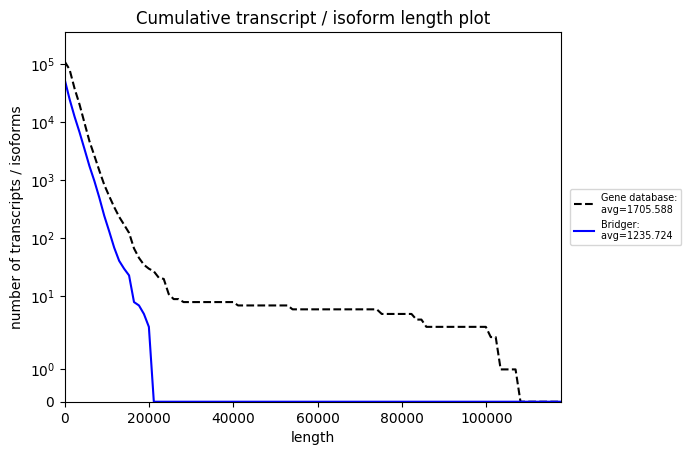 Cumulative transcript / isoform length plot
number of transcripts / isoforms
10^5
10^4
10^3
10^2
10^1
10^0
0
0 20000 40000 60000 80000 100000
length
Gene database:
avg=1705.588
Bridger:
avg=1235.724